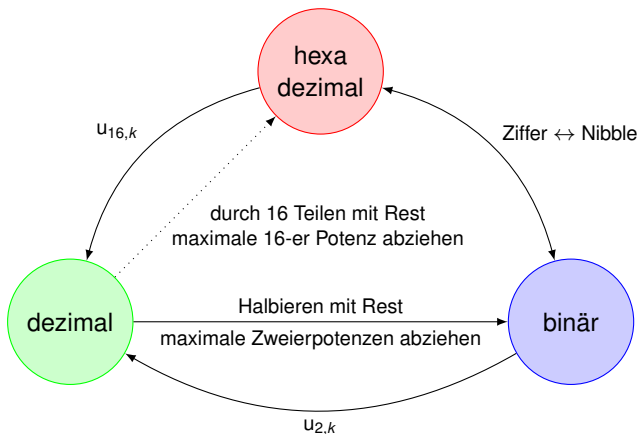 hexa
dezimal
u16,k
Ziffer ↔ Nibble
durch 16 Teilen mit Rest
maximale 16-er Potenz abziehen
dezimal
Halbieren mit Rest
maximale Zweierpotenzen abziehen
binär
u2,k